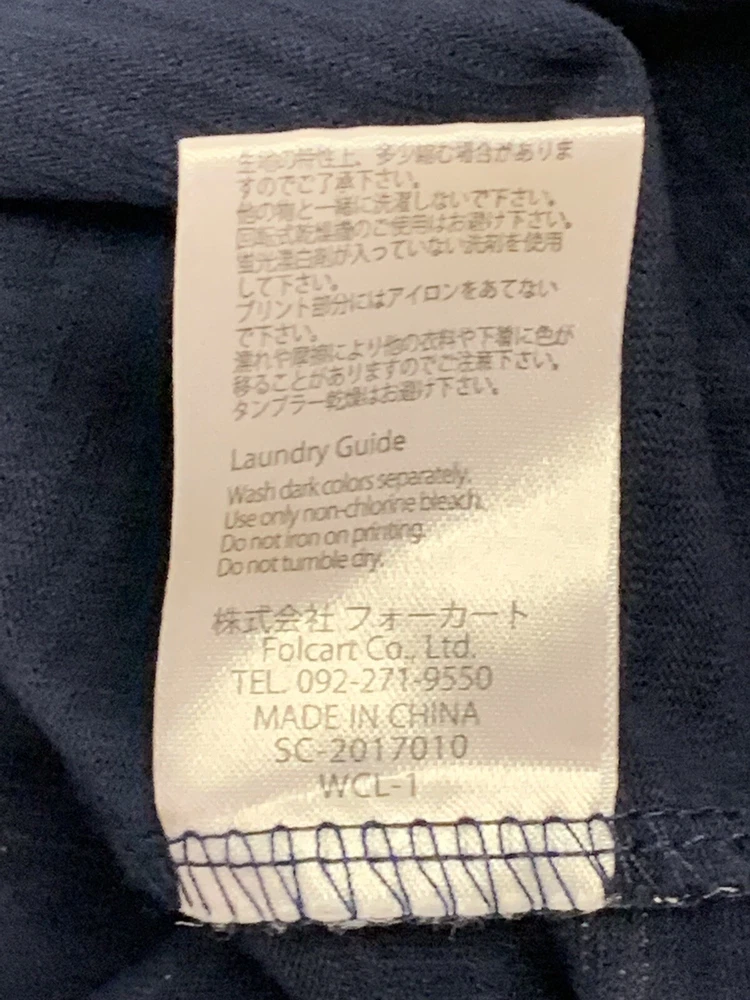 生地の特性上、多少縮む場合がありま
すのでご了承下さい。
他の物と一緒に洗濯しないで下さい。
回転式乾燥機のご使用はお避け下さい。
蛍光漂白剤が入っていない洗剤を使用
して下さい。
プリント部分にはアイロンをあてない
で下さい。
濡れや摩擦により他の衣料や下着に色が
移ることがありますのでご注意下さい。
タンブラー乾燥はお避け下さい。
Laundry Guide
Wash dark colors separately.
Use only non-chlorine bleach.
Do not iron on printing.
Do not tumble dry.
株式会社 フォーカート
Folcart Co., Ltd.
TEL. 092-271-9550
MADE IN CHINA
SC-2017010
WCL-1